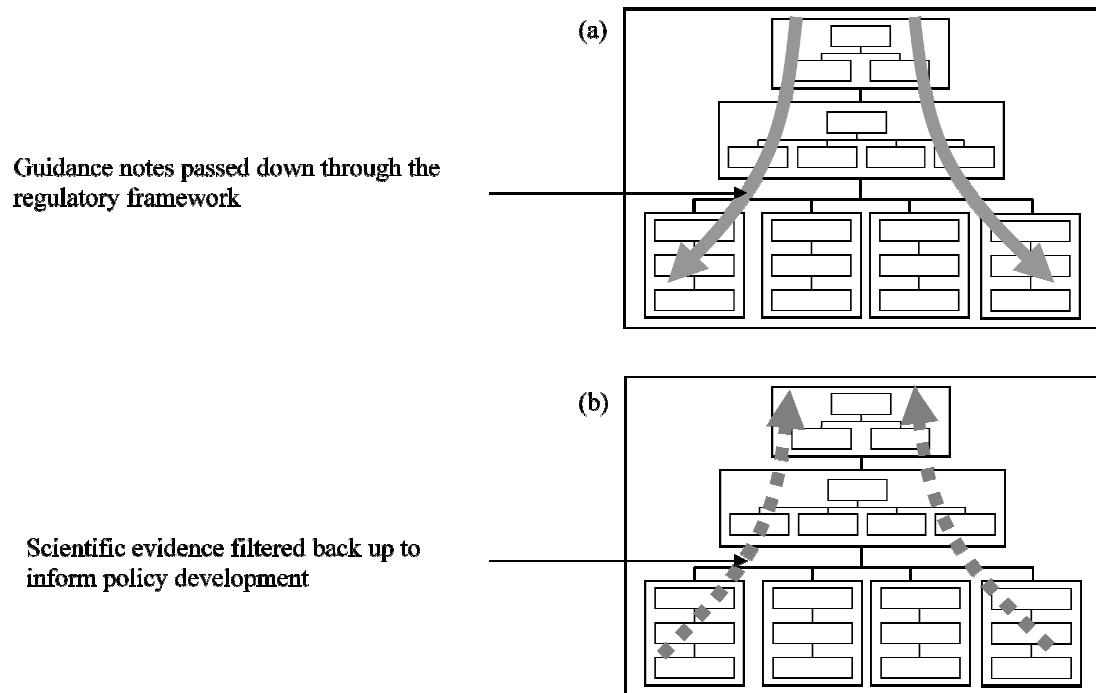 (a)
Guidance notes passed down through the
regulatory framework
(b)
Scientific evidence filtered back up to
inform policy development